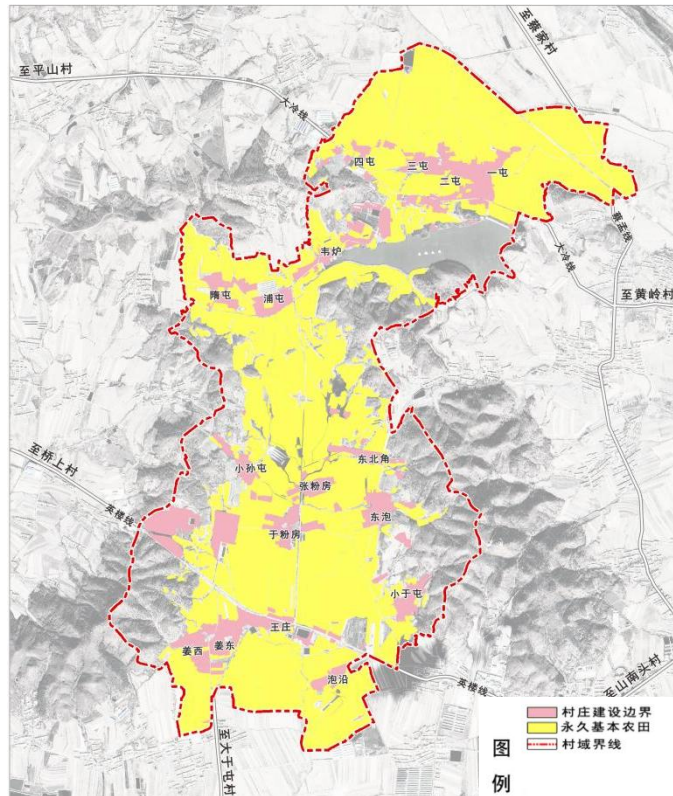 至蔡家村
至平山村
大冷线
四屯
三屯
一屯
二屯
蔡孟线
韦炉
大冷线
隋屯
浦屯
至黄岭村
至桥上村
小孙屯
东北角
张粉房
英楼线
东泡
于粉房
小于屯
王庄
姜西
姜东
泡沿
英楼线
至山南头村
至大于屯村
图例
村庄建设边界
永久基本农田
村域界线